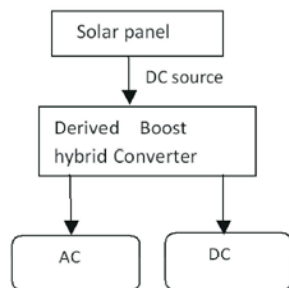 Solar panel
DC source
Derived Boost
hybrid Converter
AC
DC